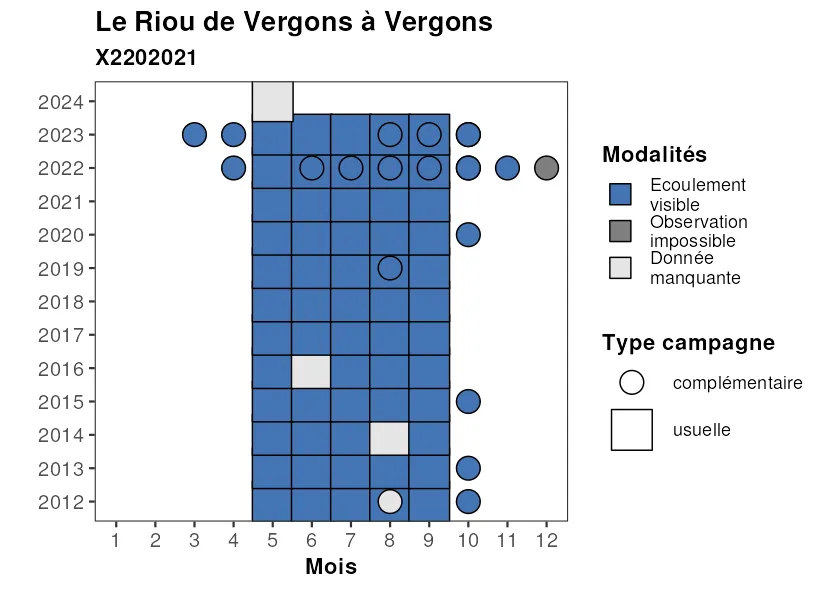 Le Riou de Vergons à Vergons
X2202021
2024
2023
2022
2021
2020
2019
2018
2017
2016
2015
2014
2013
2012
1 2 3 4 5 6 7 8 9 10 11 12
Mois
Modalités
Ecoulement
visible
Observation
impossible
Donnée
manquante
Type campagne
complémentaire
usuelle